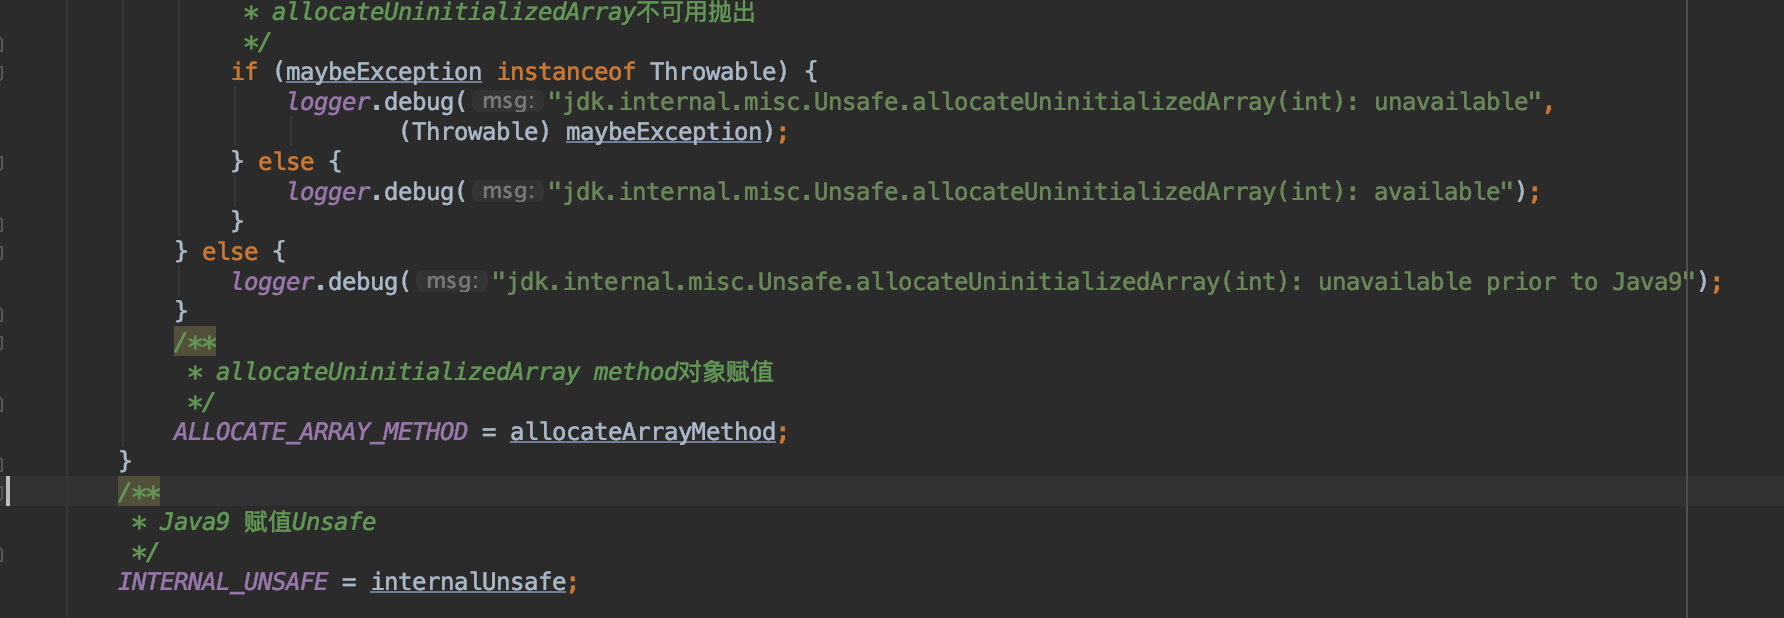 * allocateUninitializedArray不可用抛出
*/
if (maybeException instanceof Throwable) {
logger.debug( msg: "jdk.internal.misc.Unsafe.allocateUninitializedArray(int): unavailable",
(Throwable) maybeException);
} else {
logger.debug( msg: "jdk.internal.misc.Unsafe.allocateUninitializedArray(int): available");
}
} else {
logger.debug( msg: "jdk.internal.misc.Unsafe.allocateUninitializedArray(int): unavailable prior to Java9");
}
/**
* allocateUninitializedArray method对象赋值
*/
ALLOCATE_ARRAY_METHOD = allocateArrayMethod;
}
/**
* Java9 赋值Unsafe
*/
INTERNAL_UNSAFE = internalUnsafe;